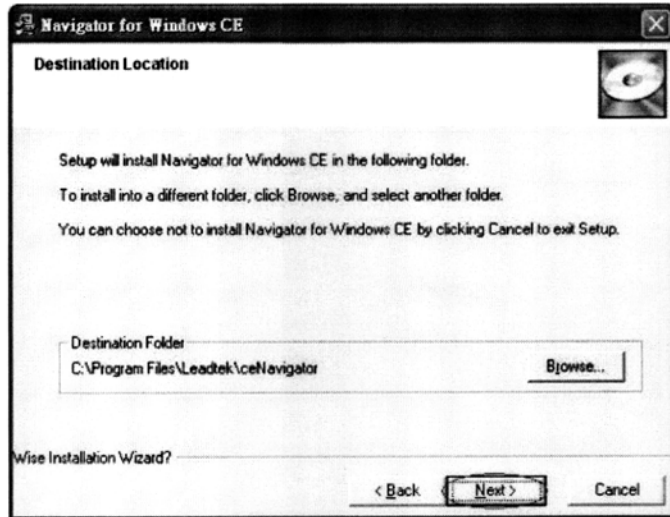 Navigator for Windows CE
Destination Location
Setup will install Navigator for Windows CE in the following folder.
To install into a different folder, click Browse, and select another folder.
You can choose not to install Navigator for Windows CE by clicking Cancel to exit Setup.
Destination Folder
C:\Program Files\Leadtek\ceNavigator
Browse...
Wise Installation Wizard?
< Back Next > Cancel